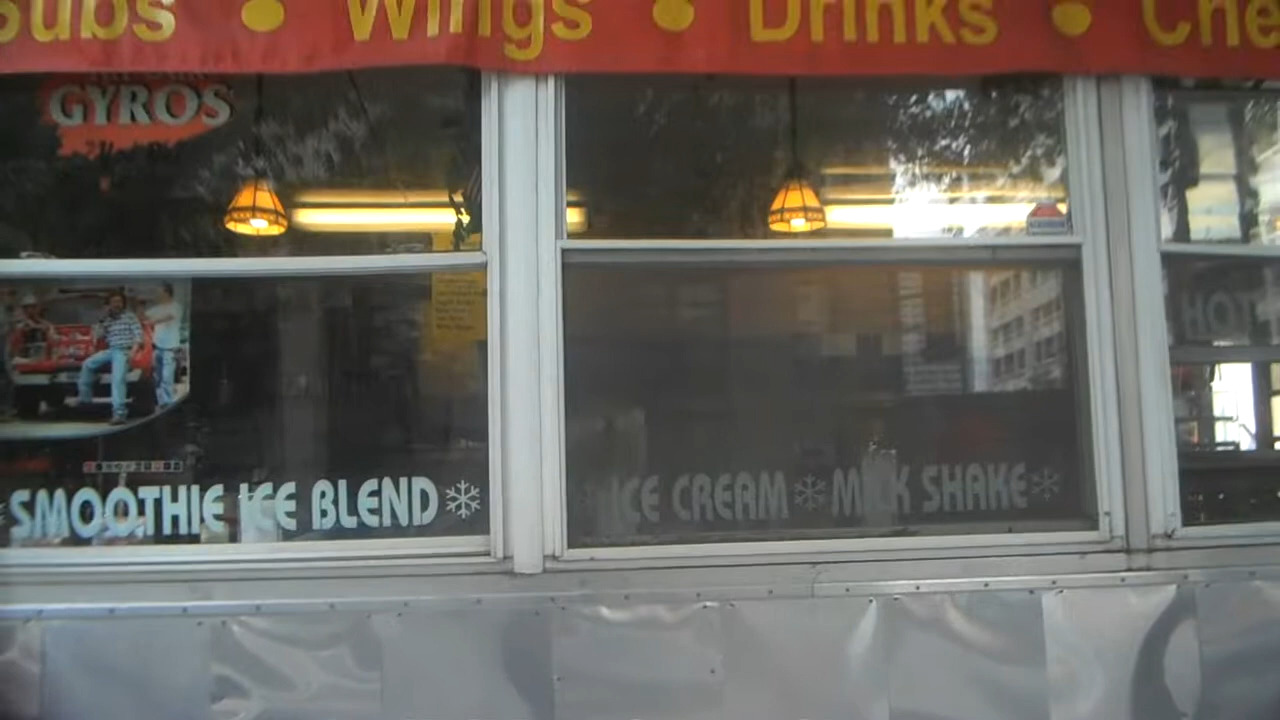 Subs • Wings • Drinks • Che
GYROS
SMOOTHIE ICE BLEND
ICE CREAM MILK SHAKE
HOT